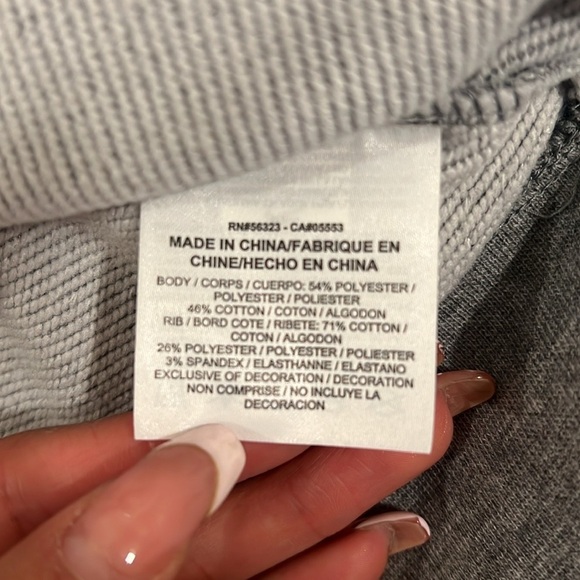 RN#56323 - CA#05553
MADE IN CHINA/FABRIQUE EN
CHINE/HECHO EN CHINA
BODY / CORPS / CUERPO: 54% POLYESTER /
POLYESTER / POLIESTER
46% COTTON / COTON / ALGODON
RIB / BORD COTE / RIBETE: 71% COTTON /
COTON / ALGODON
26% POLYESTER / POLYESTER / POLIESTER
3% SPANDEX / ELASTHANNE / ELASTANO
EXCLUSIVE OF DECORATION / DECORATION
NON COMPRISE / NO INCLUYE LA
DECORACION